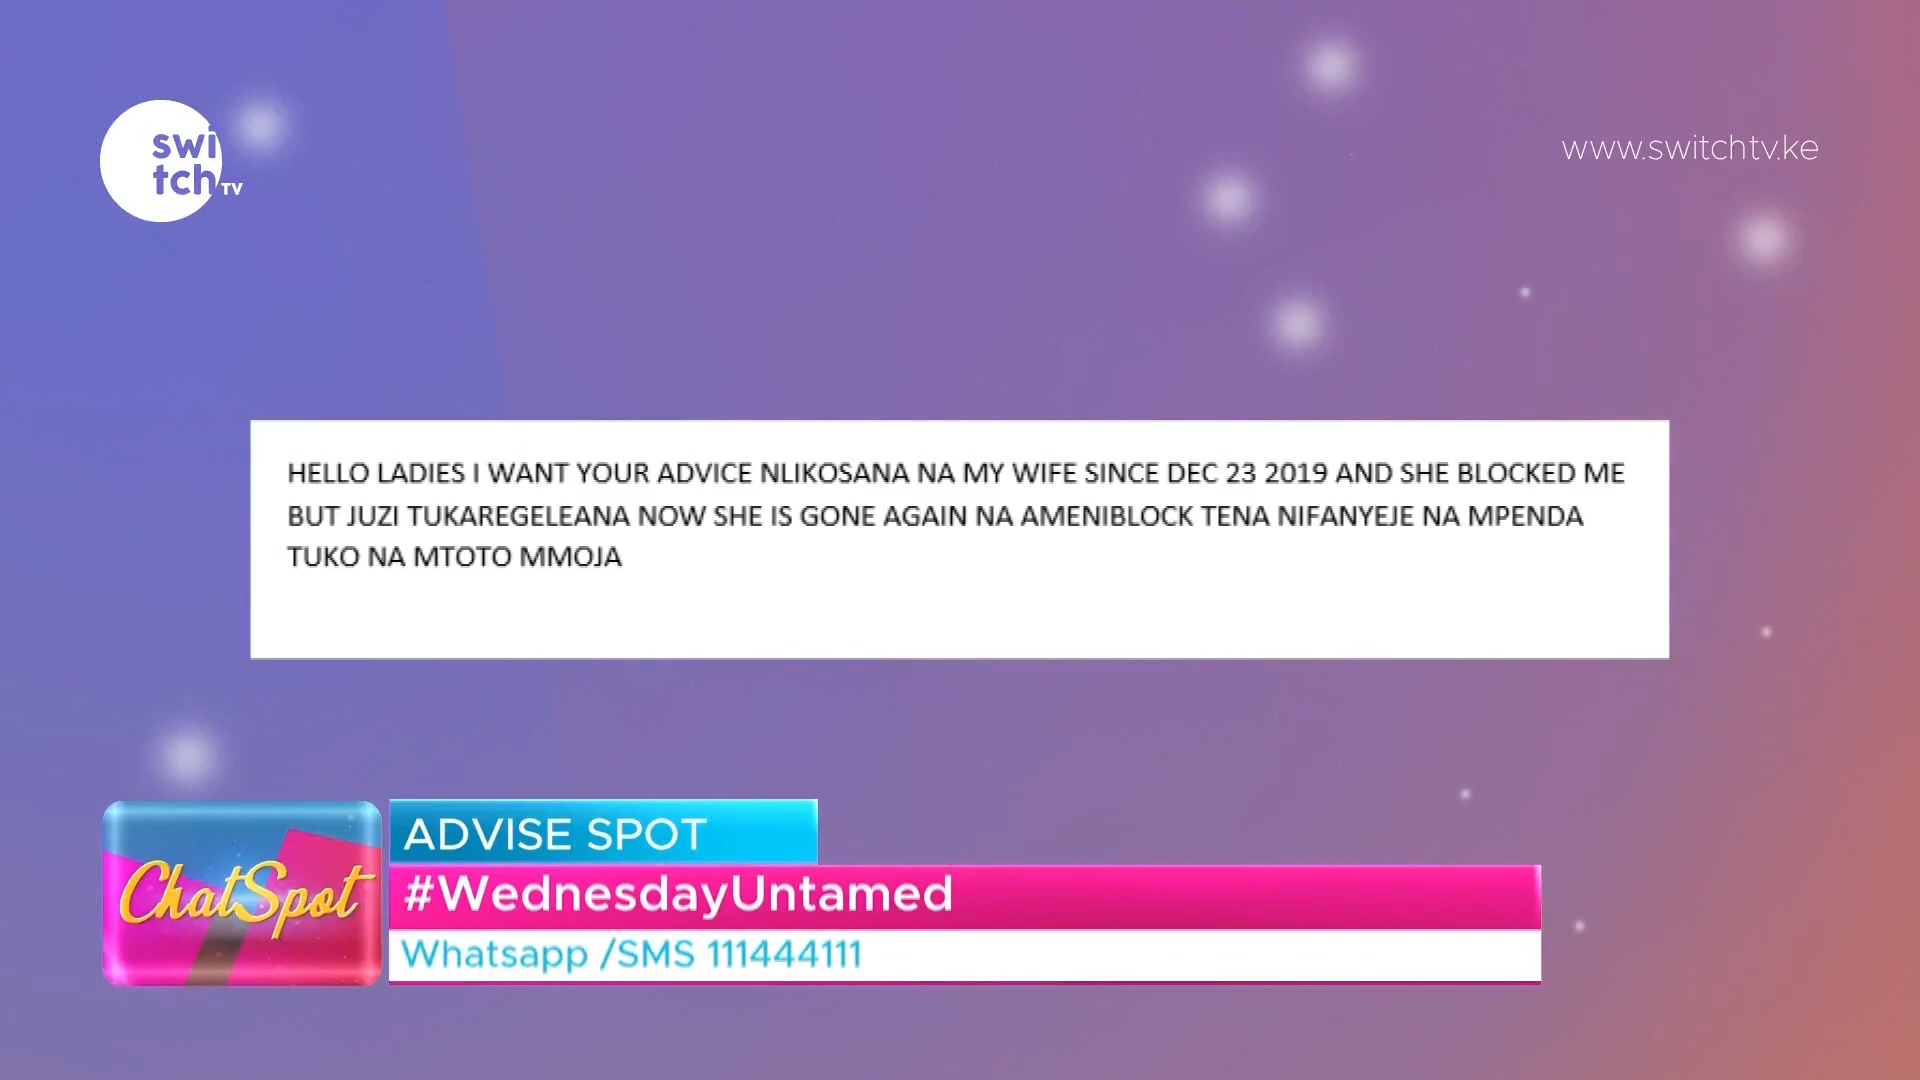 swi
tch TV
www.switchtv.ke
HELLO LADIES I WANT YOUR ADVICE NLIKOSANA NA MY WIFE SINCE DEC 23 2019 AND SHE BLOCKED ME
BUT JUZI TUKAREGELEANA NOW SHE IS GONE AGAIN NA AMENIBLOCK TENA NIFANYEJE NA MPENDA
TUKO NA MTOTO MMOJA
ChatSpot
ADVISE SPOT
#WednesdayUntamed
Whatsapp /SMS 111444111